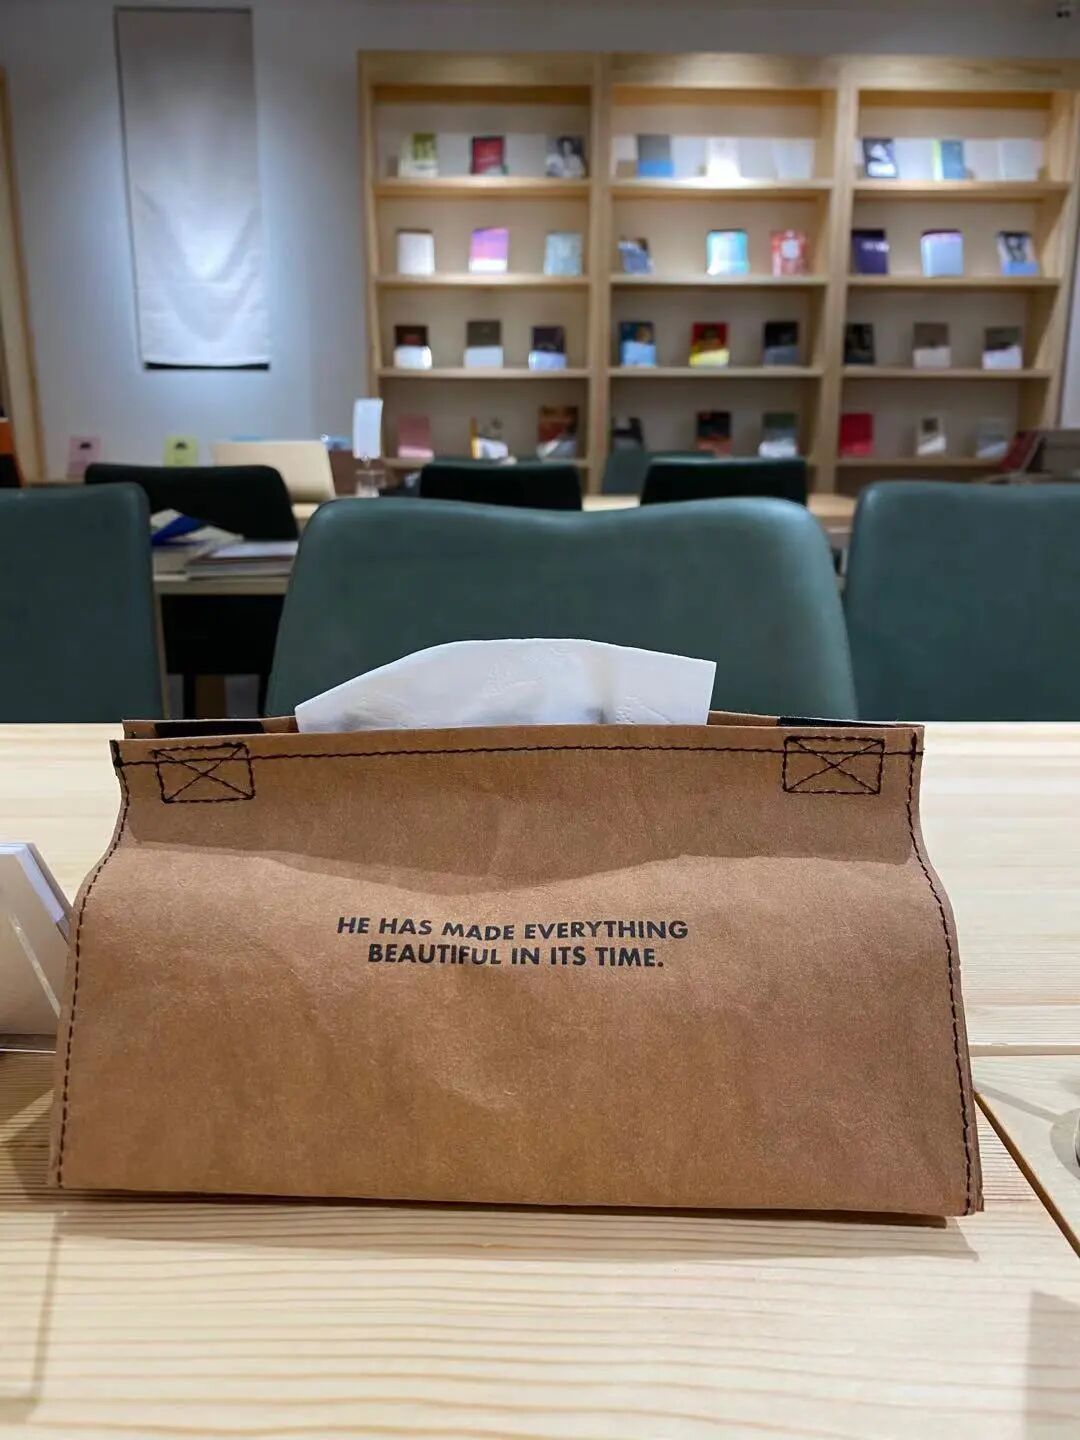 HE HAS MADE EVERYTHING
BEAUTIFUL IN ITS TIME.